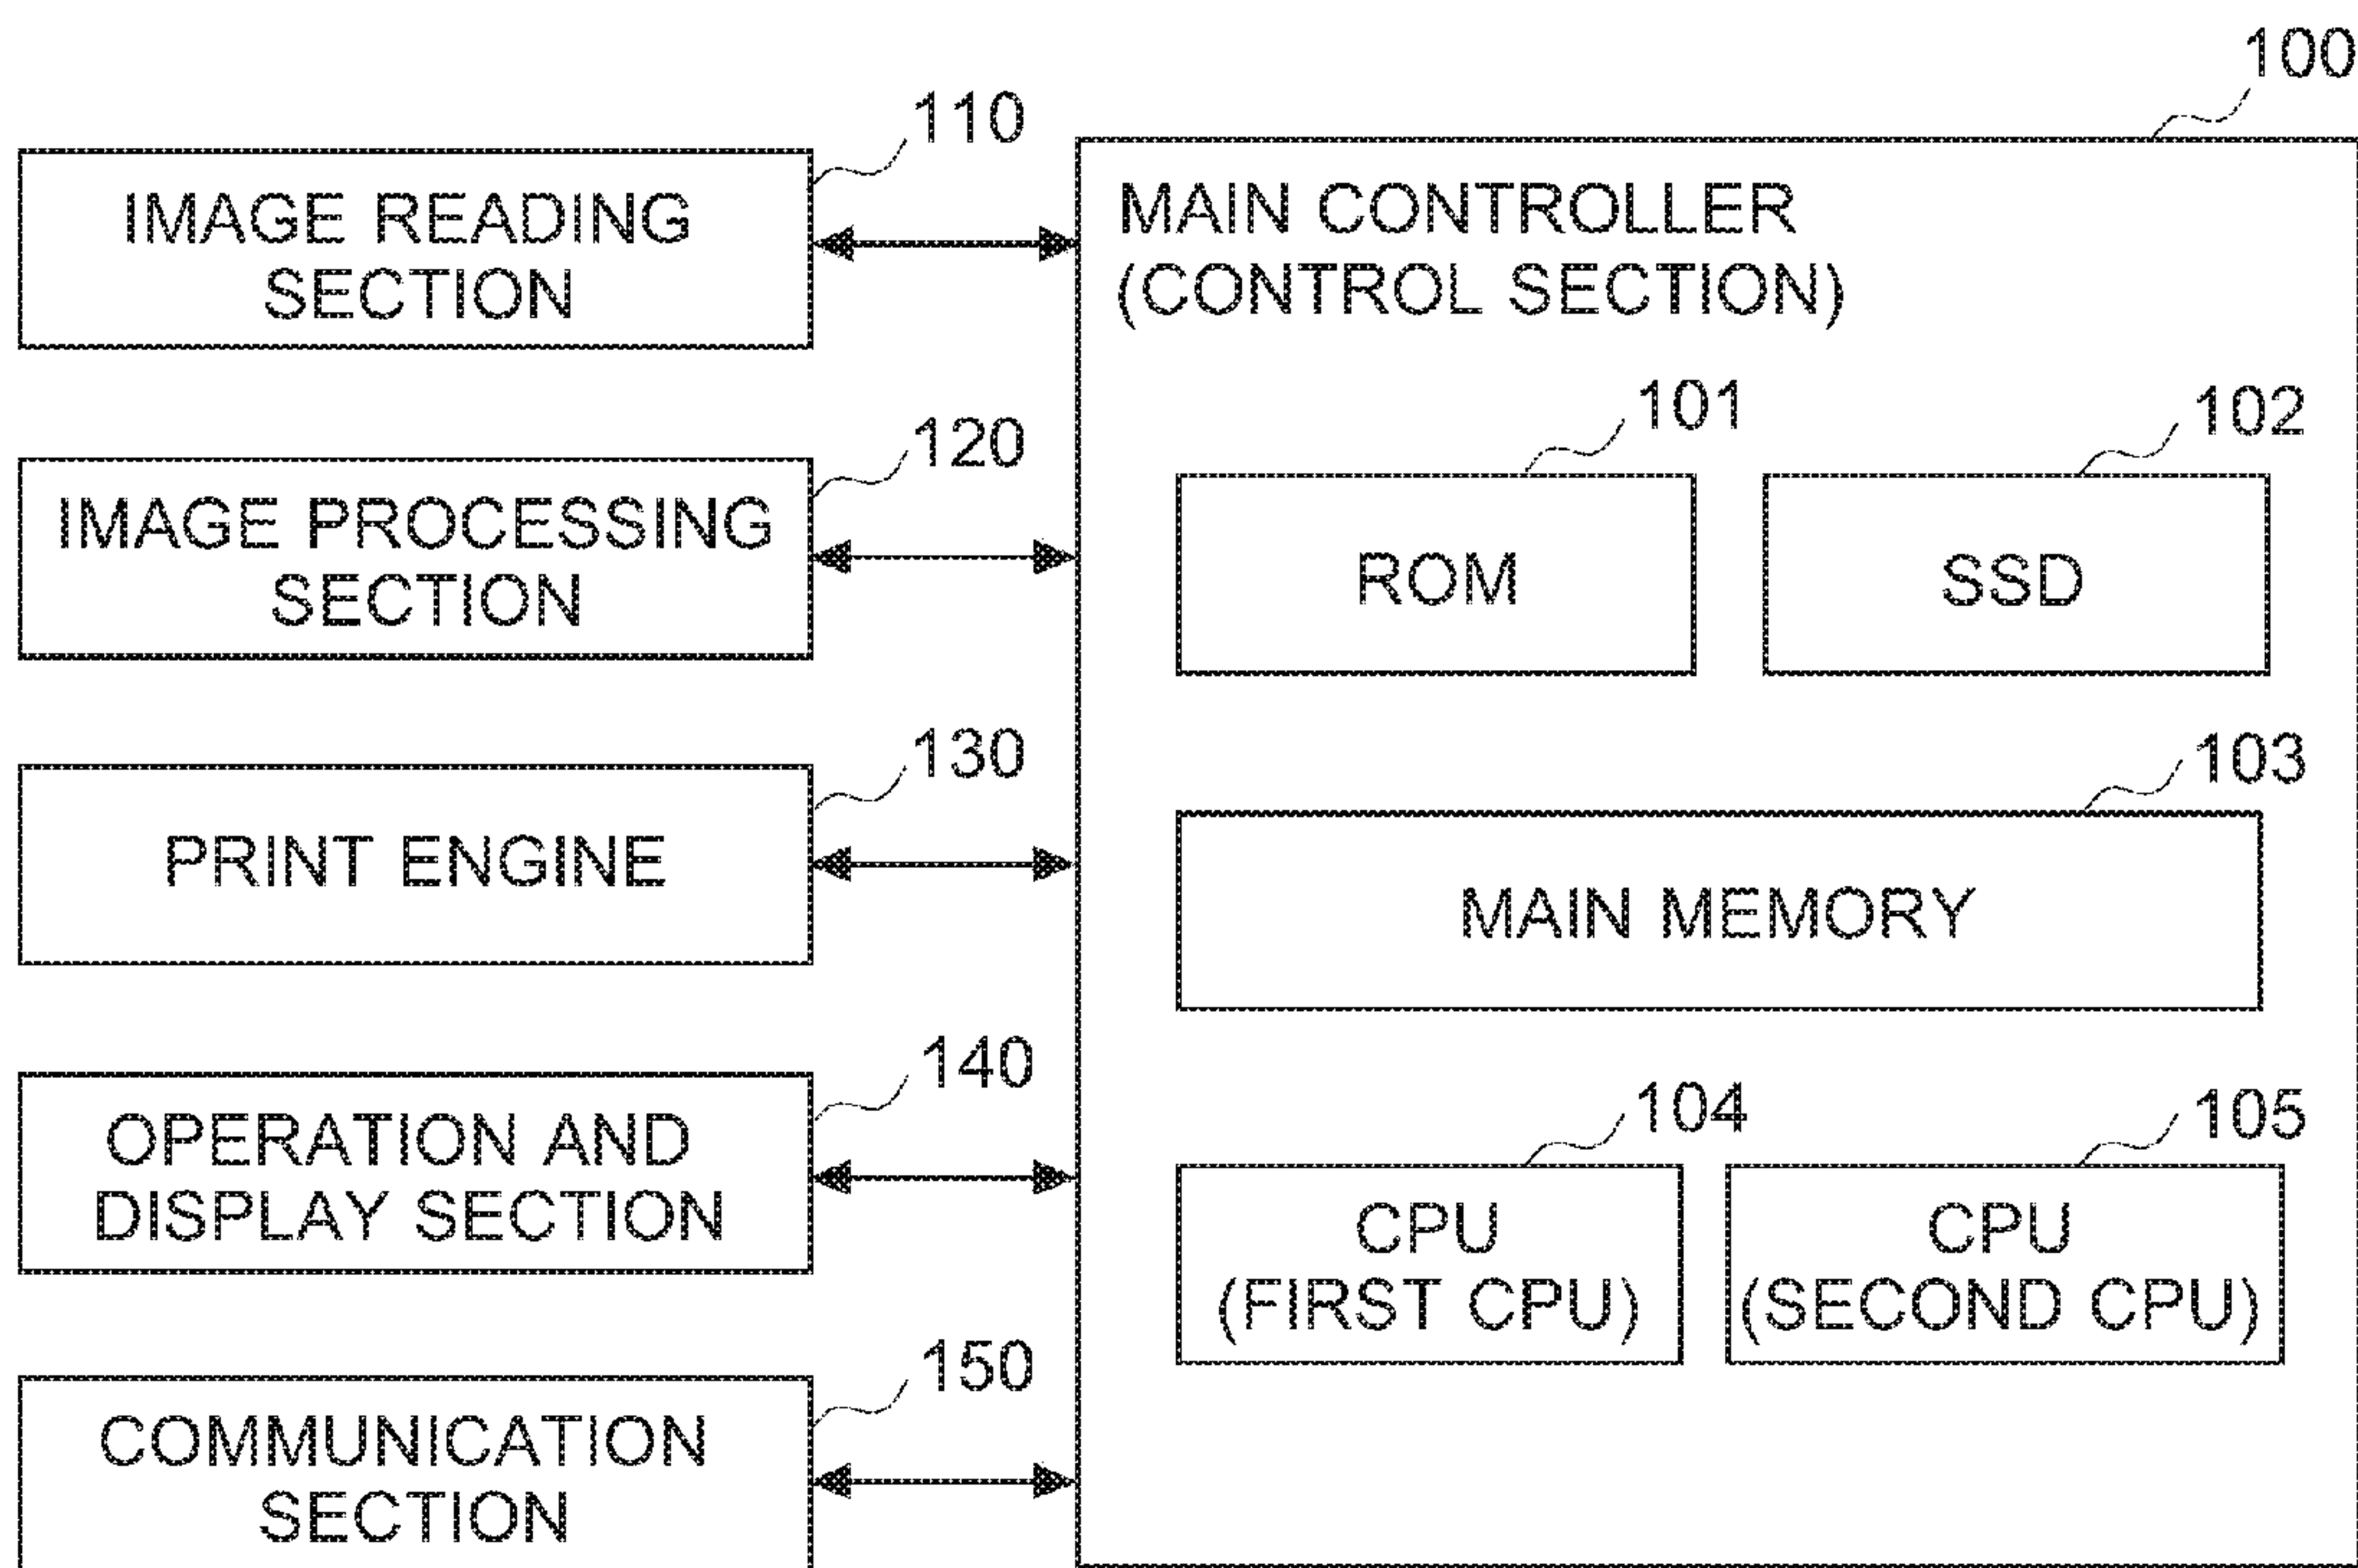 100
110
IMAGE READING
SECTION
MAIN CONTROLLER
(CONTROL SECTION)
101
102
120
IMAGE PROCESSING
SECTION
ROM
SSD
130
PRINT ENGINE
103
MAIN MEMORY
140
OPERATION AND
DISPLAY SECTION
104
105
CPU
(FIRST CPU)
CPU
(SECOND CPU)
150
COMMUNICATION
SECTION